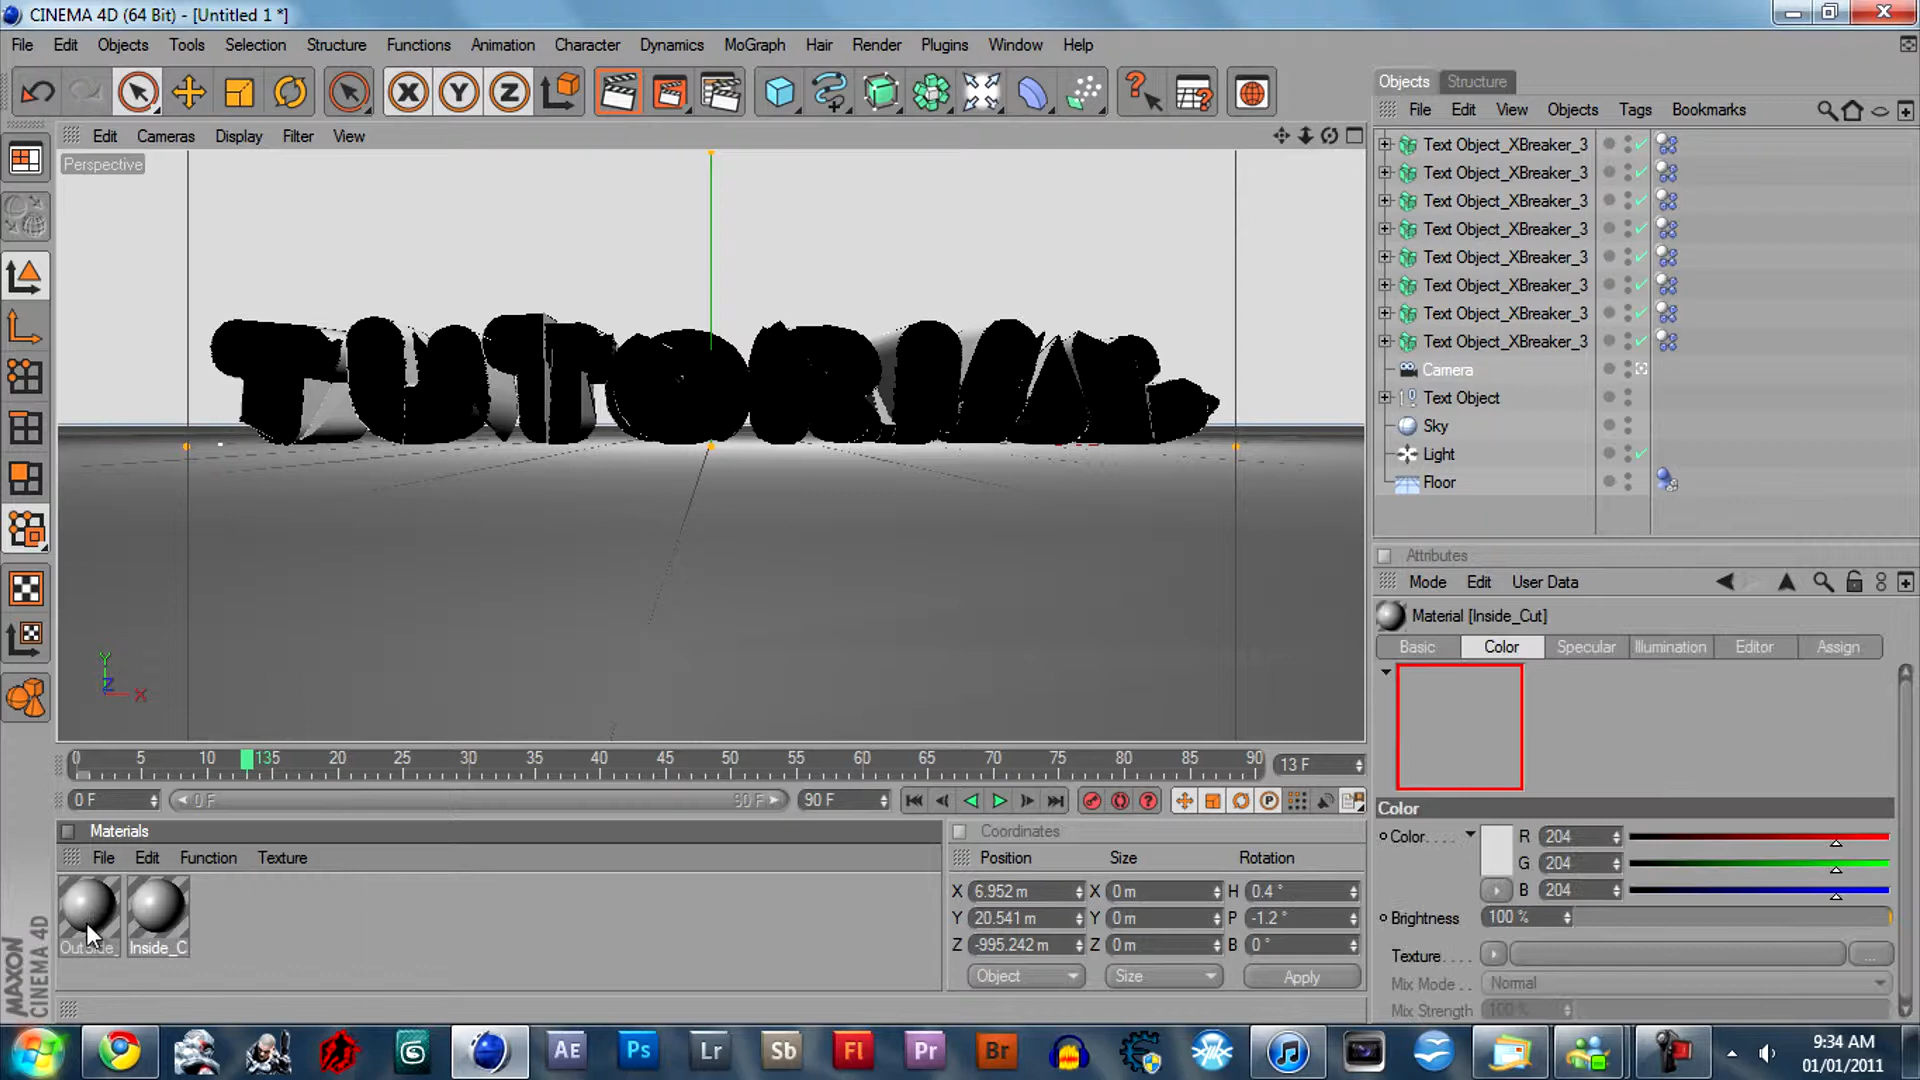 CINEMA 4D (64 Bit) - [Untitled 1 *]
File Edit Objects Tools Selection Structure Functions Animation Character Dynamics MoGraph Hair Render Plugins Window Help
X Y Z
Edit Cameras Display Filter View
Perspective
TUTORIAL
Y
Z X
0 5 10 135 20 25 30 35 40 45 50 55 60 65 70 75 80 85 90 13 F
0 F 0 F 90 F 90 F
Materials
File Edit Function Texture
Inside_C
MAXON
CINEMA 4D
Coordinates
Position Size Rotation
X 6.952 m X 0 m H 0.4 °
Y 20.541 m Y 0 m P -1.2 °
Z -995.242 m Z 0 m B 0 °
Object Size Apply
Objects Structure
File Edit View Objects Tags Bookmarks
Text Object_XBreaker_3
Text Object_XBreaker_3
Text Object_XBreaker_3
Text Object_XBreaker_3
Text Object_XBreaker_3
Text Object_XBreaker_3
Text Object_XBreaker_3
Text Object_XBreaker_3
Camera
Text Object
Sky
Light
Floor
Attributes
Mode Edit User Data
Material [Inside_Cut]
Basic Color Specular Illumination Editor Assign
Color
Color R 204
G 204
B 204
Brightness 100 %
Texture
Mix Mode Normal
Mix Strength 100 %
AE Ps Lr Sb Fl Pr Br
9:34 AM
01/01/2011